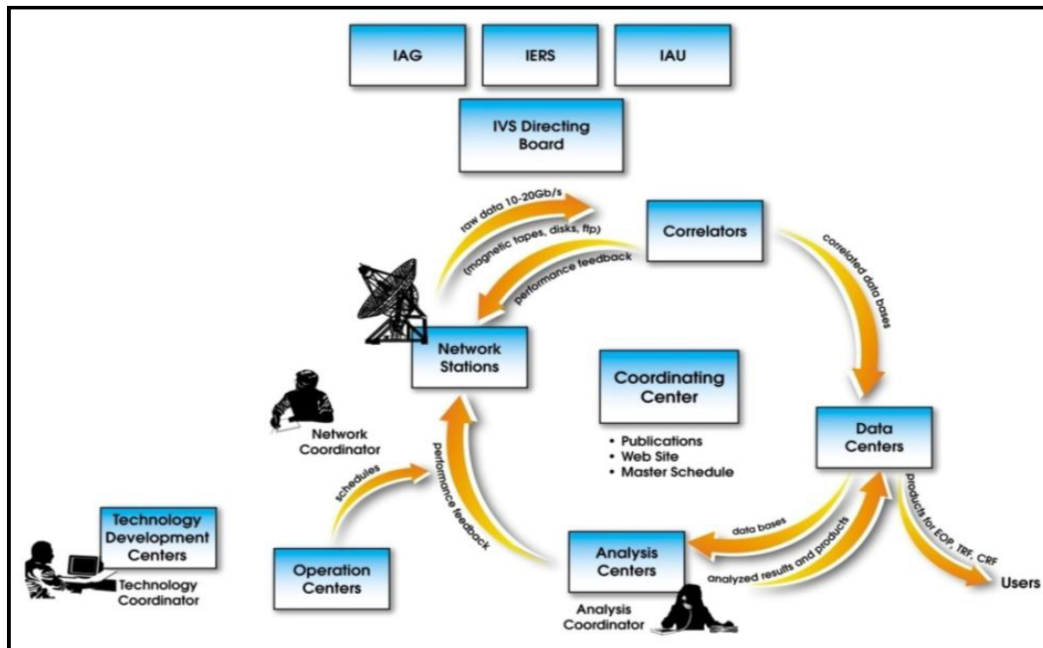 IAG
IERS
IAU
IVS Directing
Board
raw data 10-20Gb/s
(magnetic tapes, disks, ftp)
performance feedback
Correlators
correlated data bases
Network
Stations
Coordinating
Center
• Publications
• Web Site
• Master Schedule
Network
Coordinator
Data
Centers
schedules
performance feedback
data bases
analyzed results and products
products for EOP, TRF, CRF
Users
Technology
Development
Centers
Technology
Coordinator
Operation
Centers
Analysis
Centers
Analysis
Coordinator